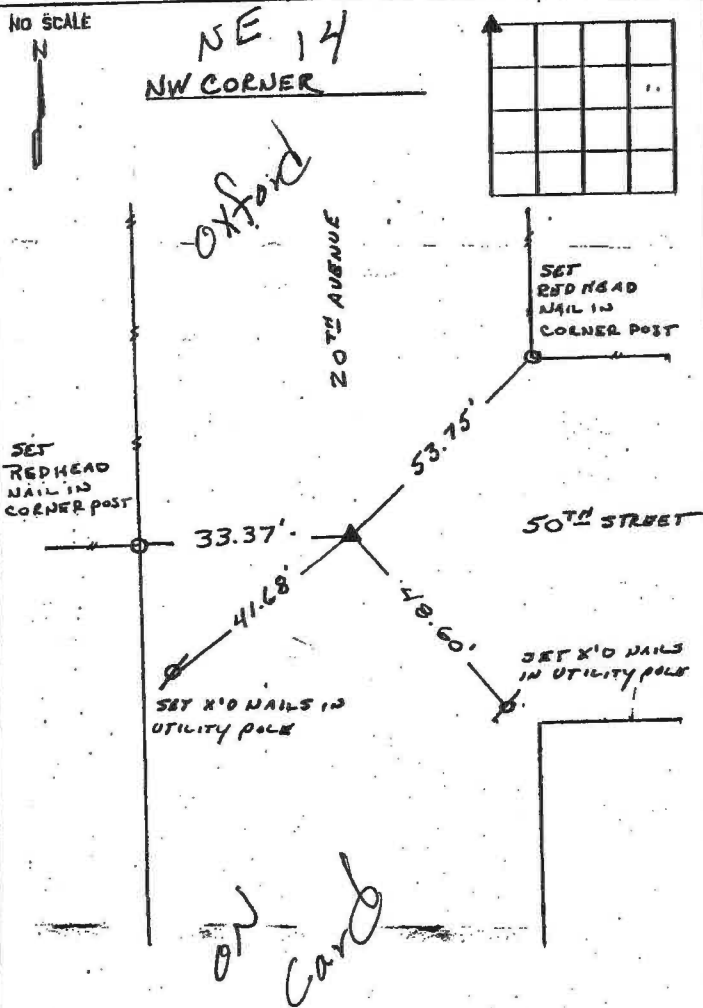 NO SCALE
N
NE 14
NW CORNER
Oxford
20TH AVENUE
SET
REDHEAD
NAIL IN
CORNER POST
53.75'
SET
REDHEAD
NAIL IN
CORNER POST
33.37'
50TH STREET
41.68'
48.60'
SET X'D NAILS IN
UTILITY POLE
SET X'D NAILS
IN UTILITY POLE
ON
Card